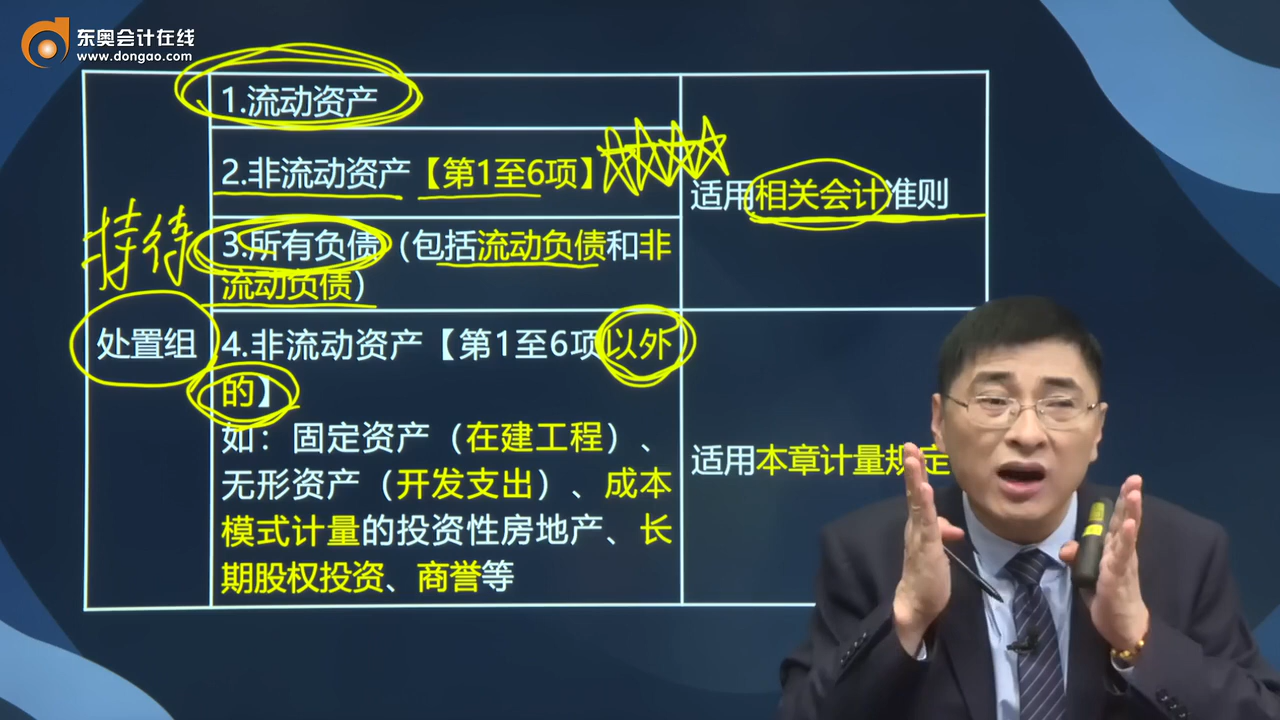 东奥会计在线
www.dongao.com
1.流动资产
2.非流动资产【第1至6项】
适用相关会计准则
持待
3.所有负债（包括流动负债和非
流动负债）
处置组
4.非流动资产【第1至6项以外
的】
如：固定资产（在建工程）、
无形资产（开发支出）、成本
模式计量的投资性房地产、长
期股权投资、商誉等
适用本章计量规定